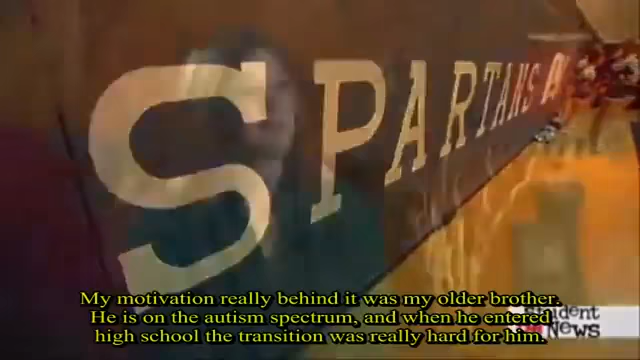 SPARTANS
My motivation really behind it was my older brother.
He is on the autism spectrum, and when he entered
high school the transition was really hard for him.
Student
News